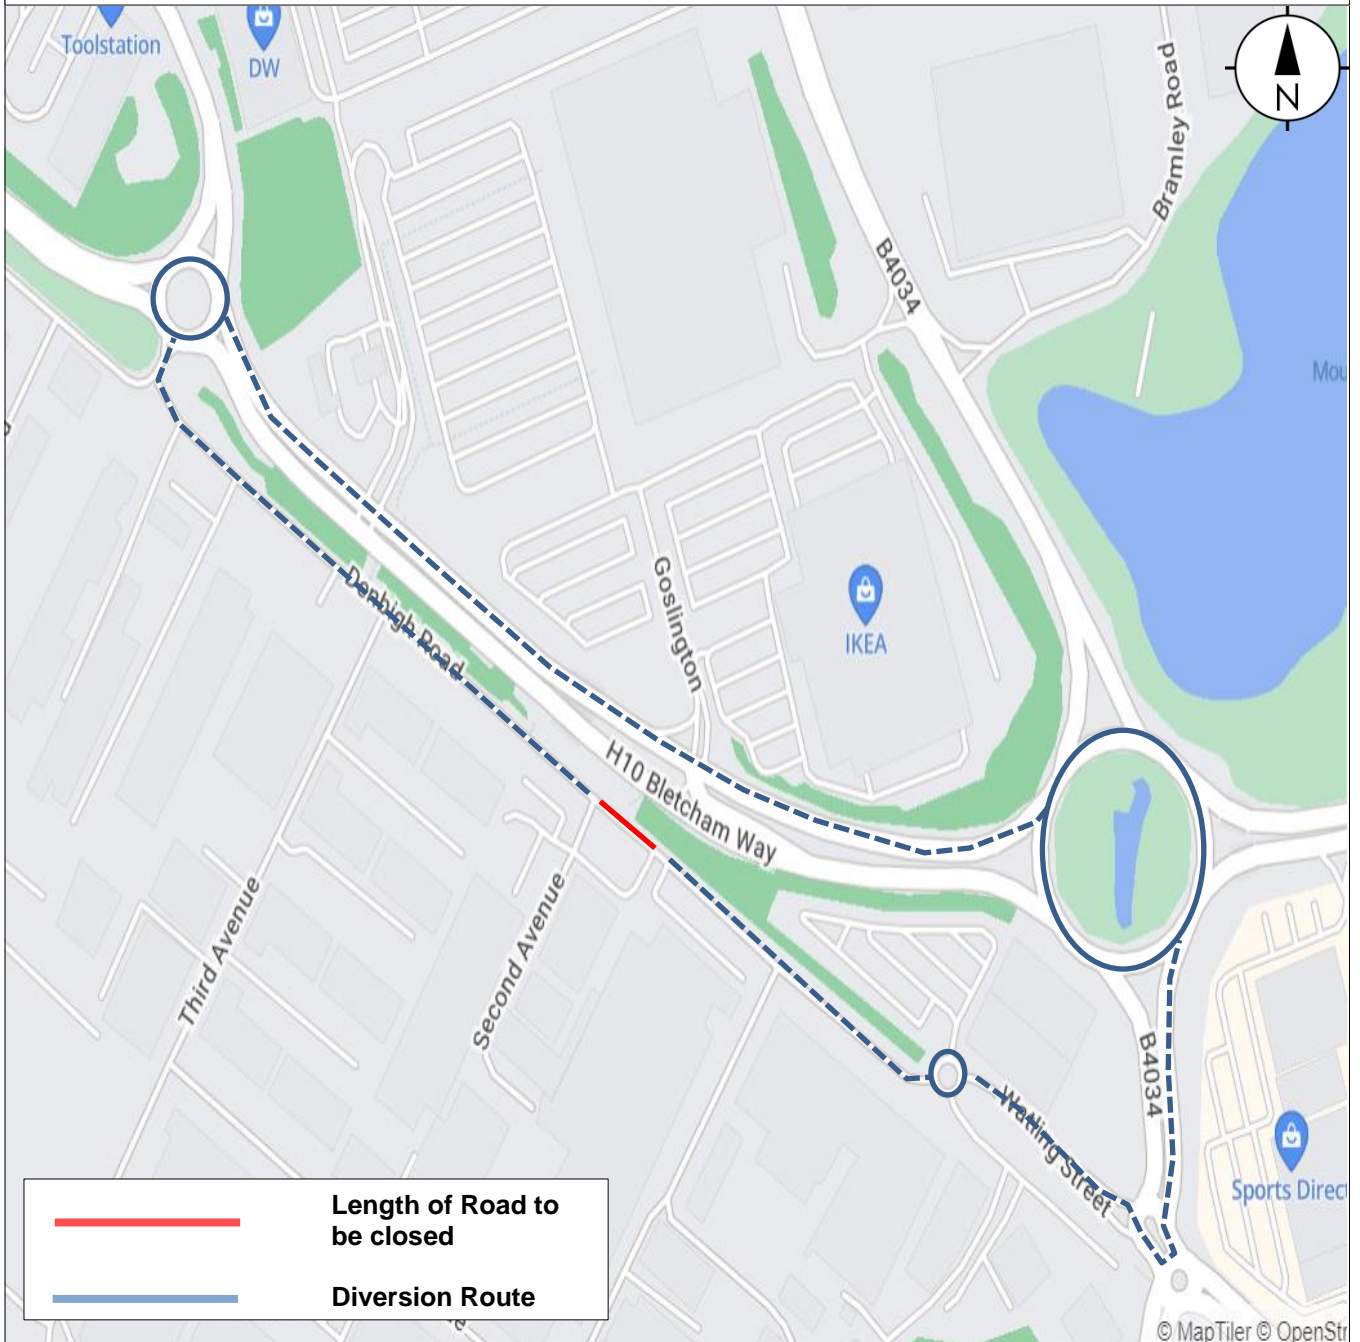 Toolstation
DW
N
Bramley Road
B4034
Mou
Denbigh Road
Goslington
IKEA
H10 Bletcham Way
Third Avenue
Second Avenue
B4034
Watling Street
Sports Direct
Length of Road to
be closed
Diversion Route
© MapTiler © OpenStr